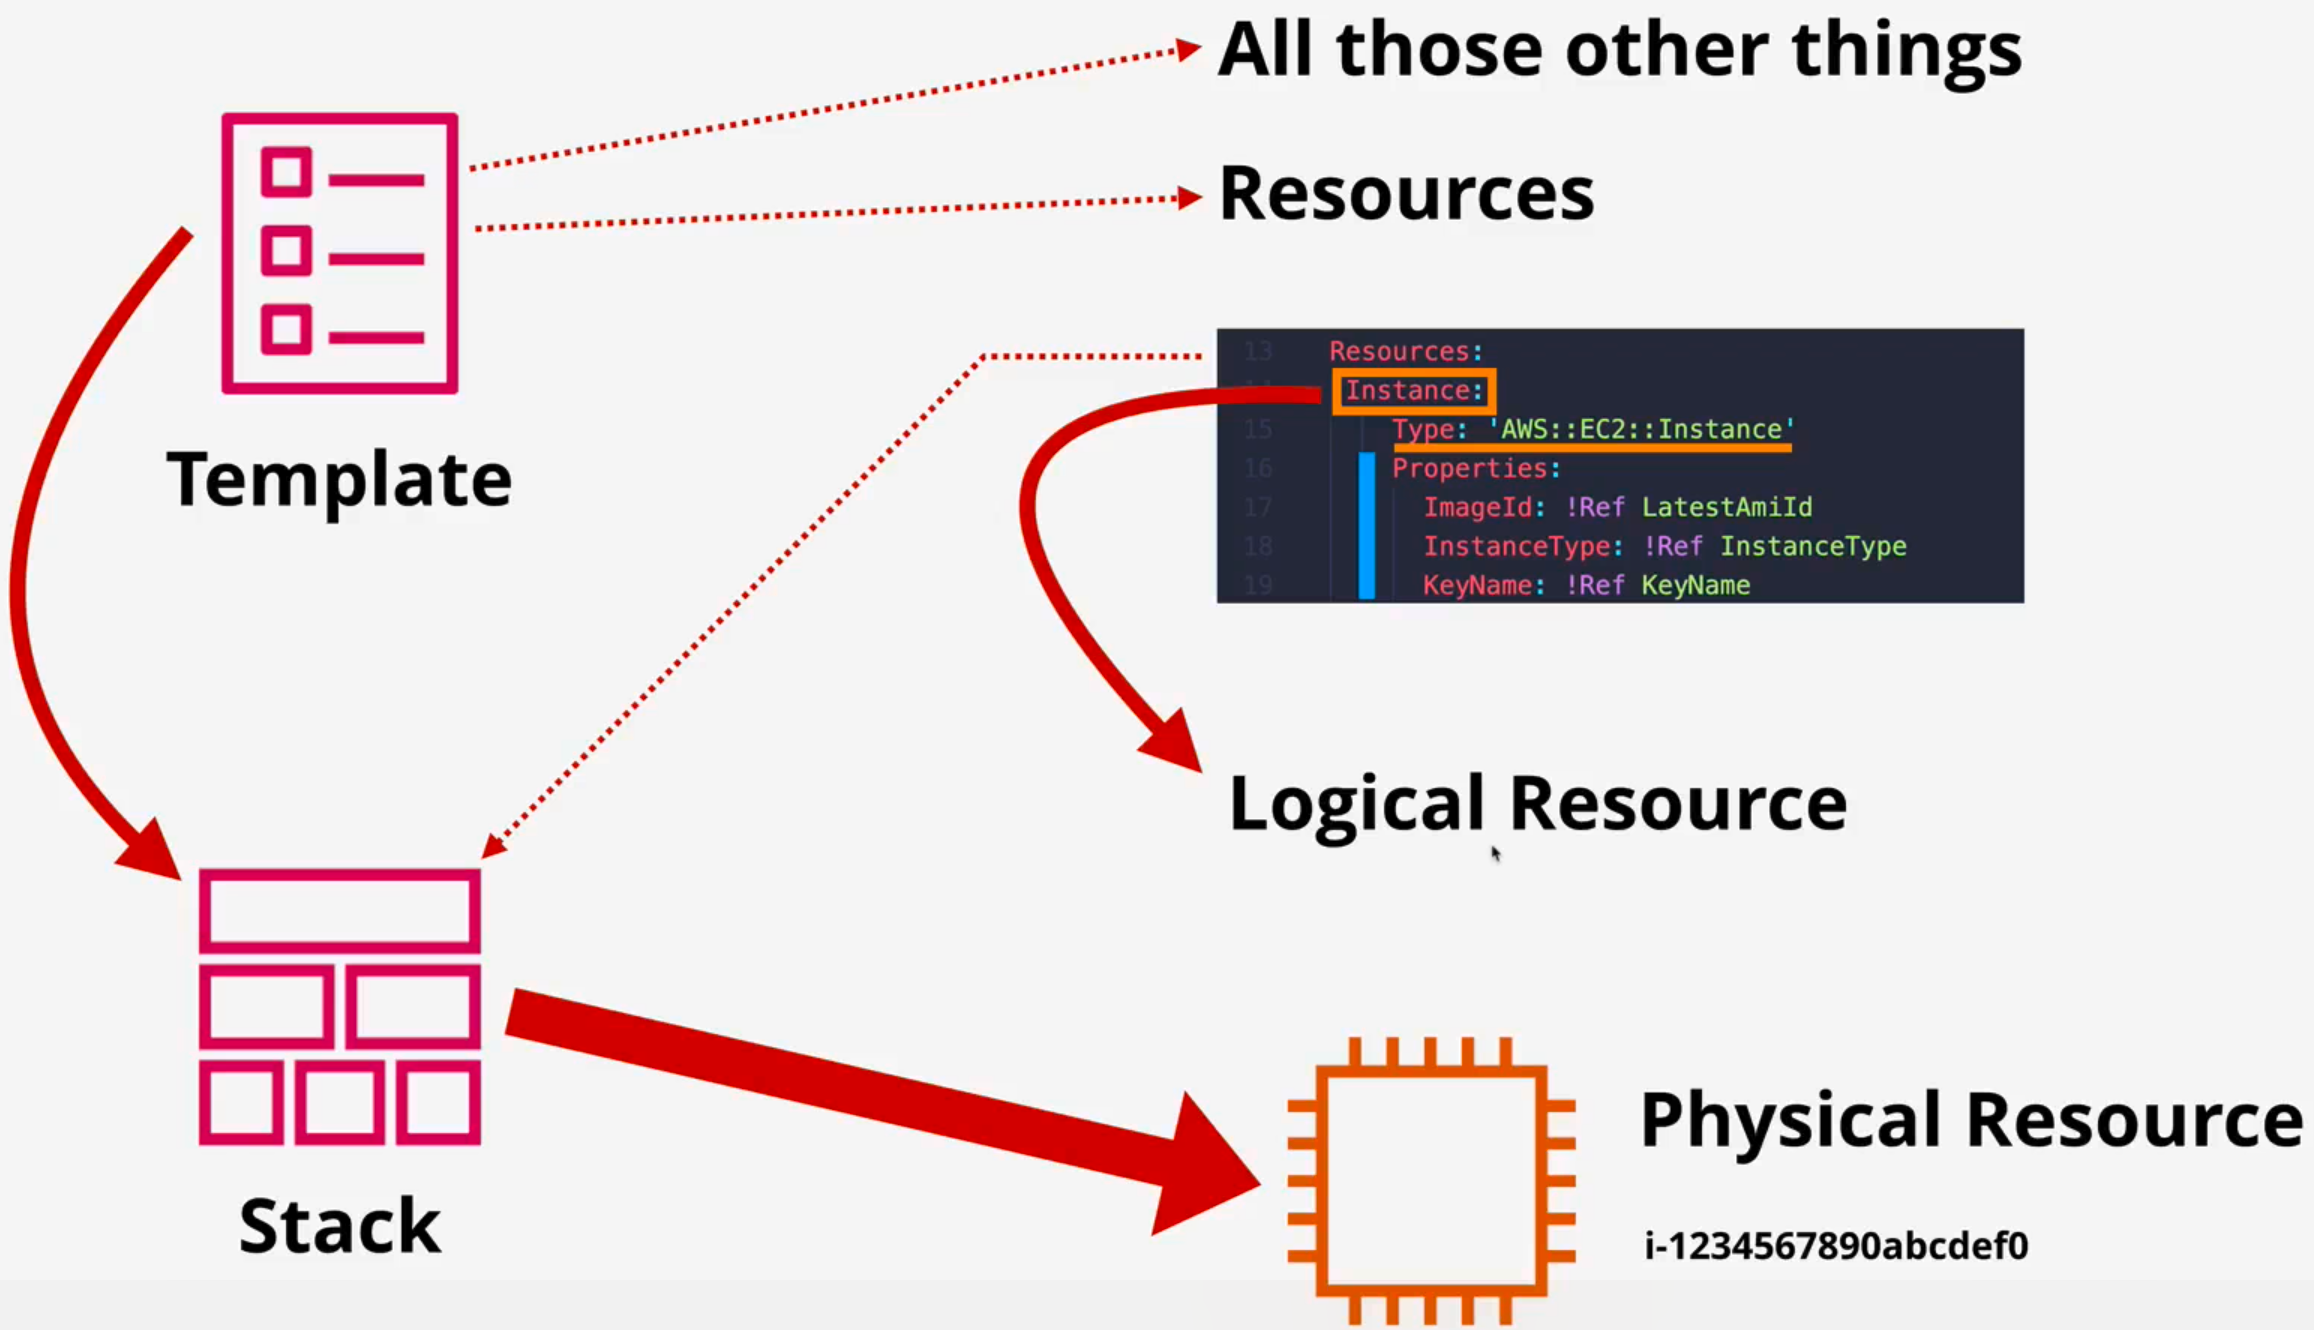 All those other things
Resources
Template
13 Resources:
Instance:
15 Type: 'AWS::EC2::Instance'
16 Properties:
17 ImageId: !Ref LatestAmiId
18 InstanceType: !Ref InstanceType
19 KeyName: !Ref KeyName
Logical Resource
Stack
Physical Resource
i-1234567890abcdef0